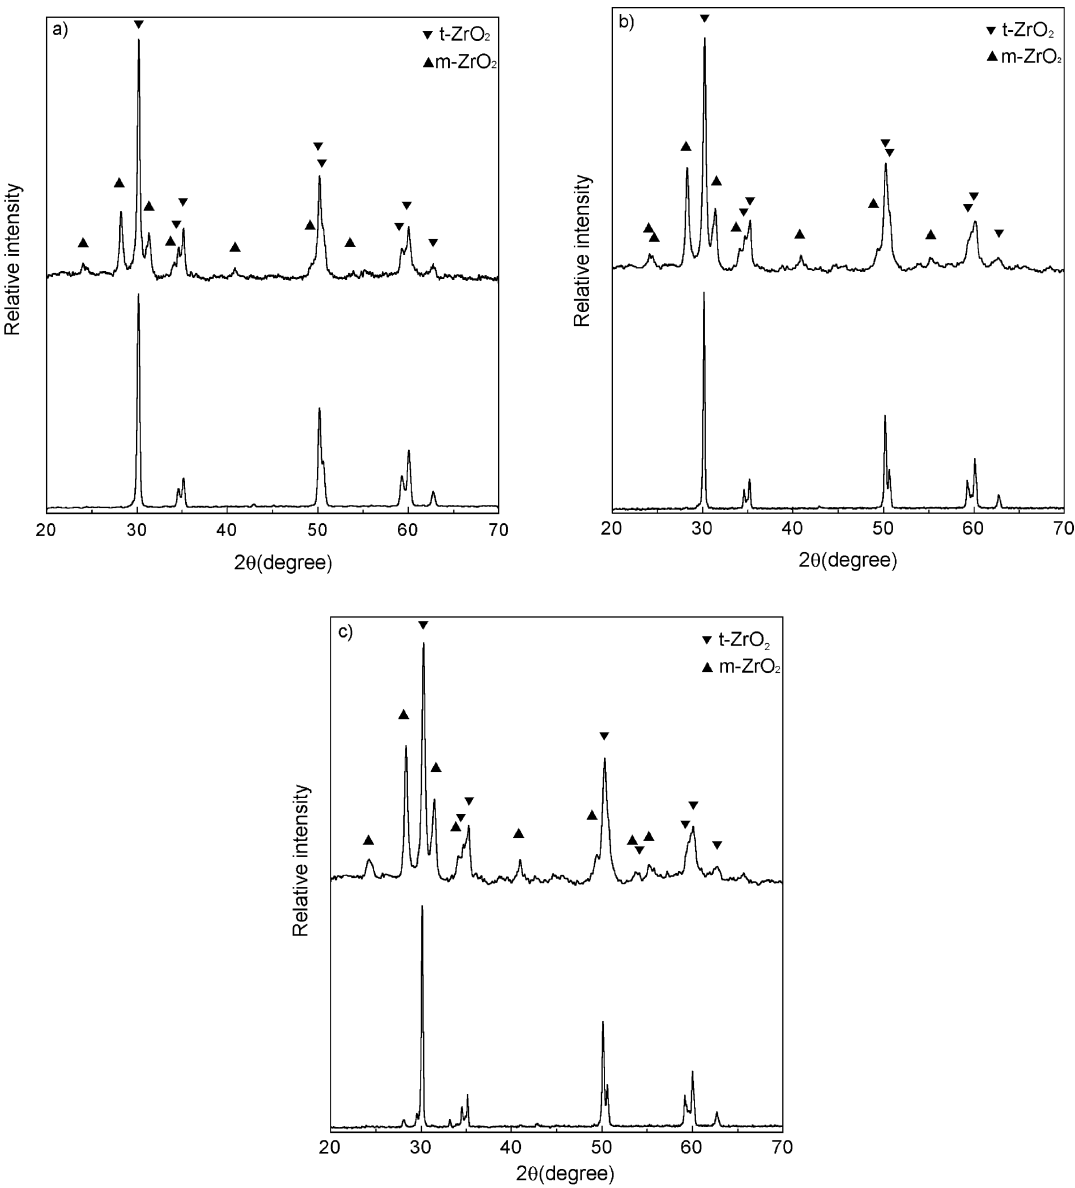 a)
▼ t-ZrO₂
▲ m-ZrO₂
Relative intensity
20 30 40 50 60 70
2θ(degree)
b)
▼ t-ZrO₂
▲ m-ZrO₂
Relative intensity
20 30 40 50 60 70
2θ(degree)
c)
▼ t-ZrO₂
▲ m-ZrO₂
Relative intensity
20 30 40 50 60 70
2θ(degree)